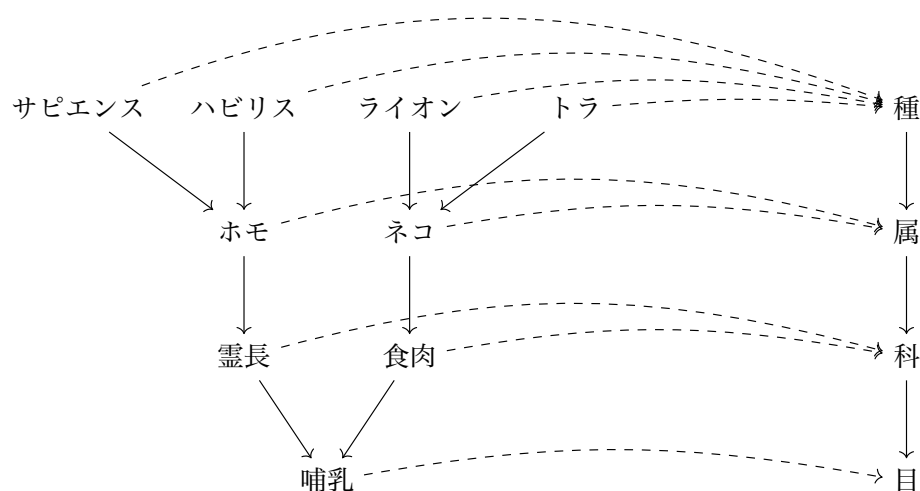 サピエンス ハビリス ライオン トラ 種
ホモ ネコ 属
霊長 食肉 科
哺乳 目